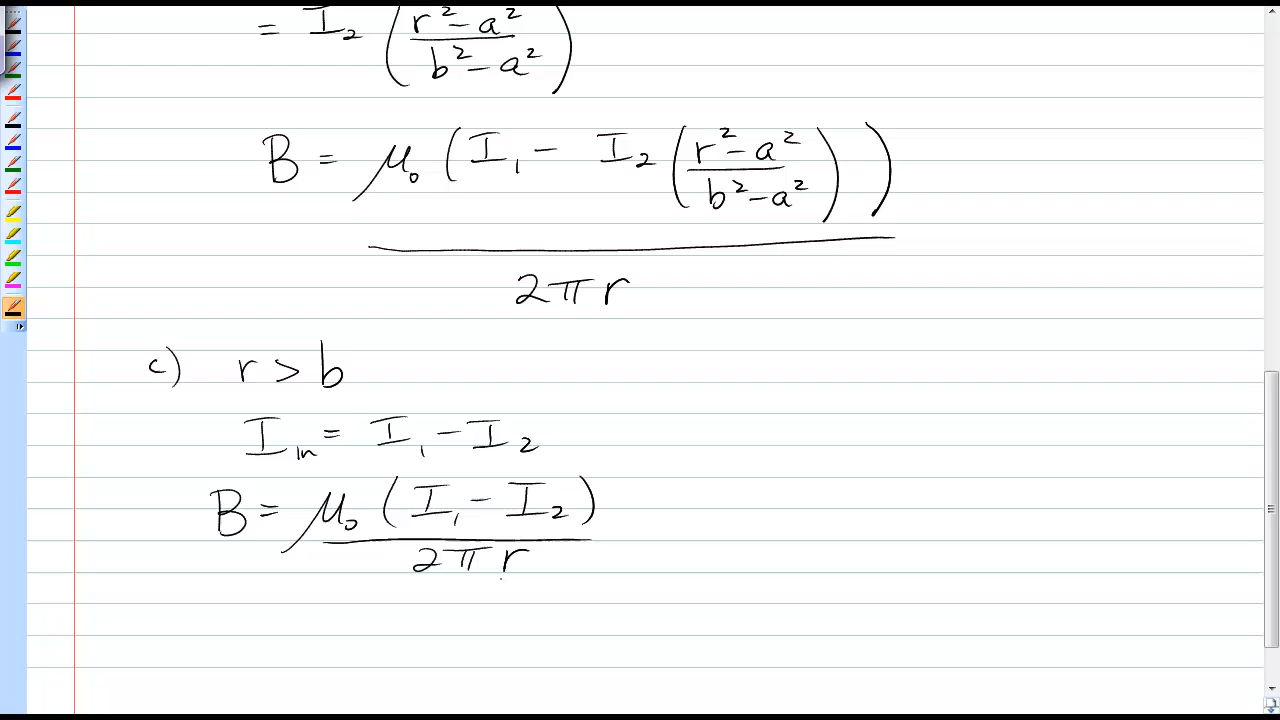 = I₂ (r²−a² / b²−a²)
B = μ₀ (I₁ − I₂ (r²−a² / b²−a²)) / 2πr
c) r > b
I_in = I₁ − I₂
B = μ₀ (I₁ − I₂) / 2πr